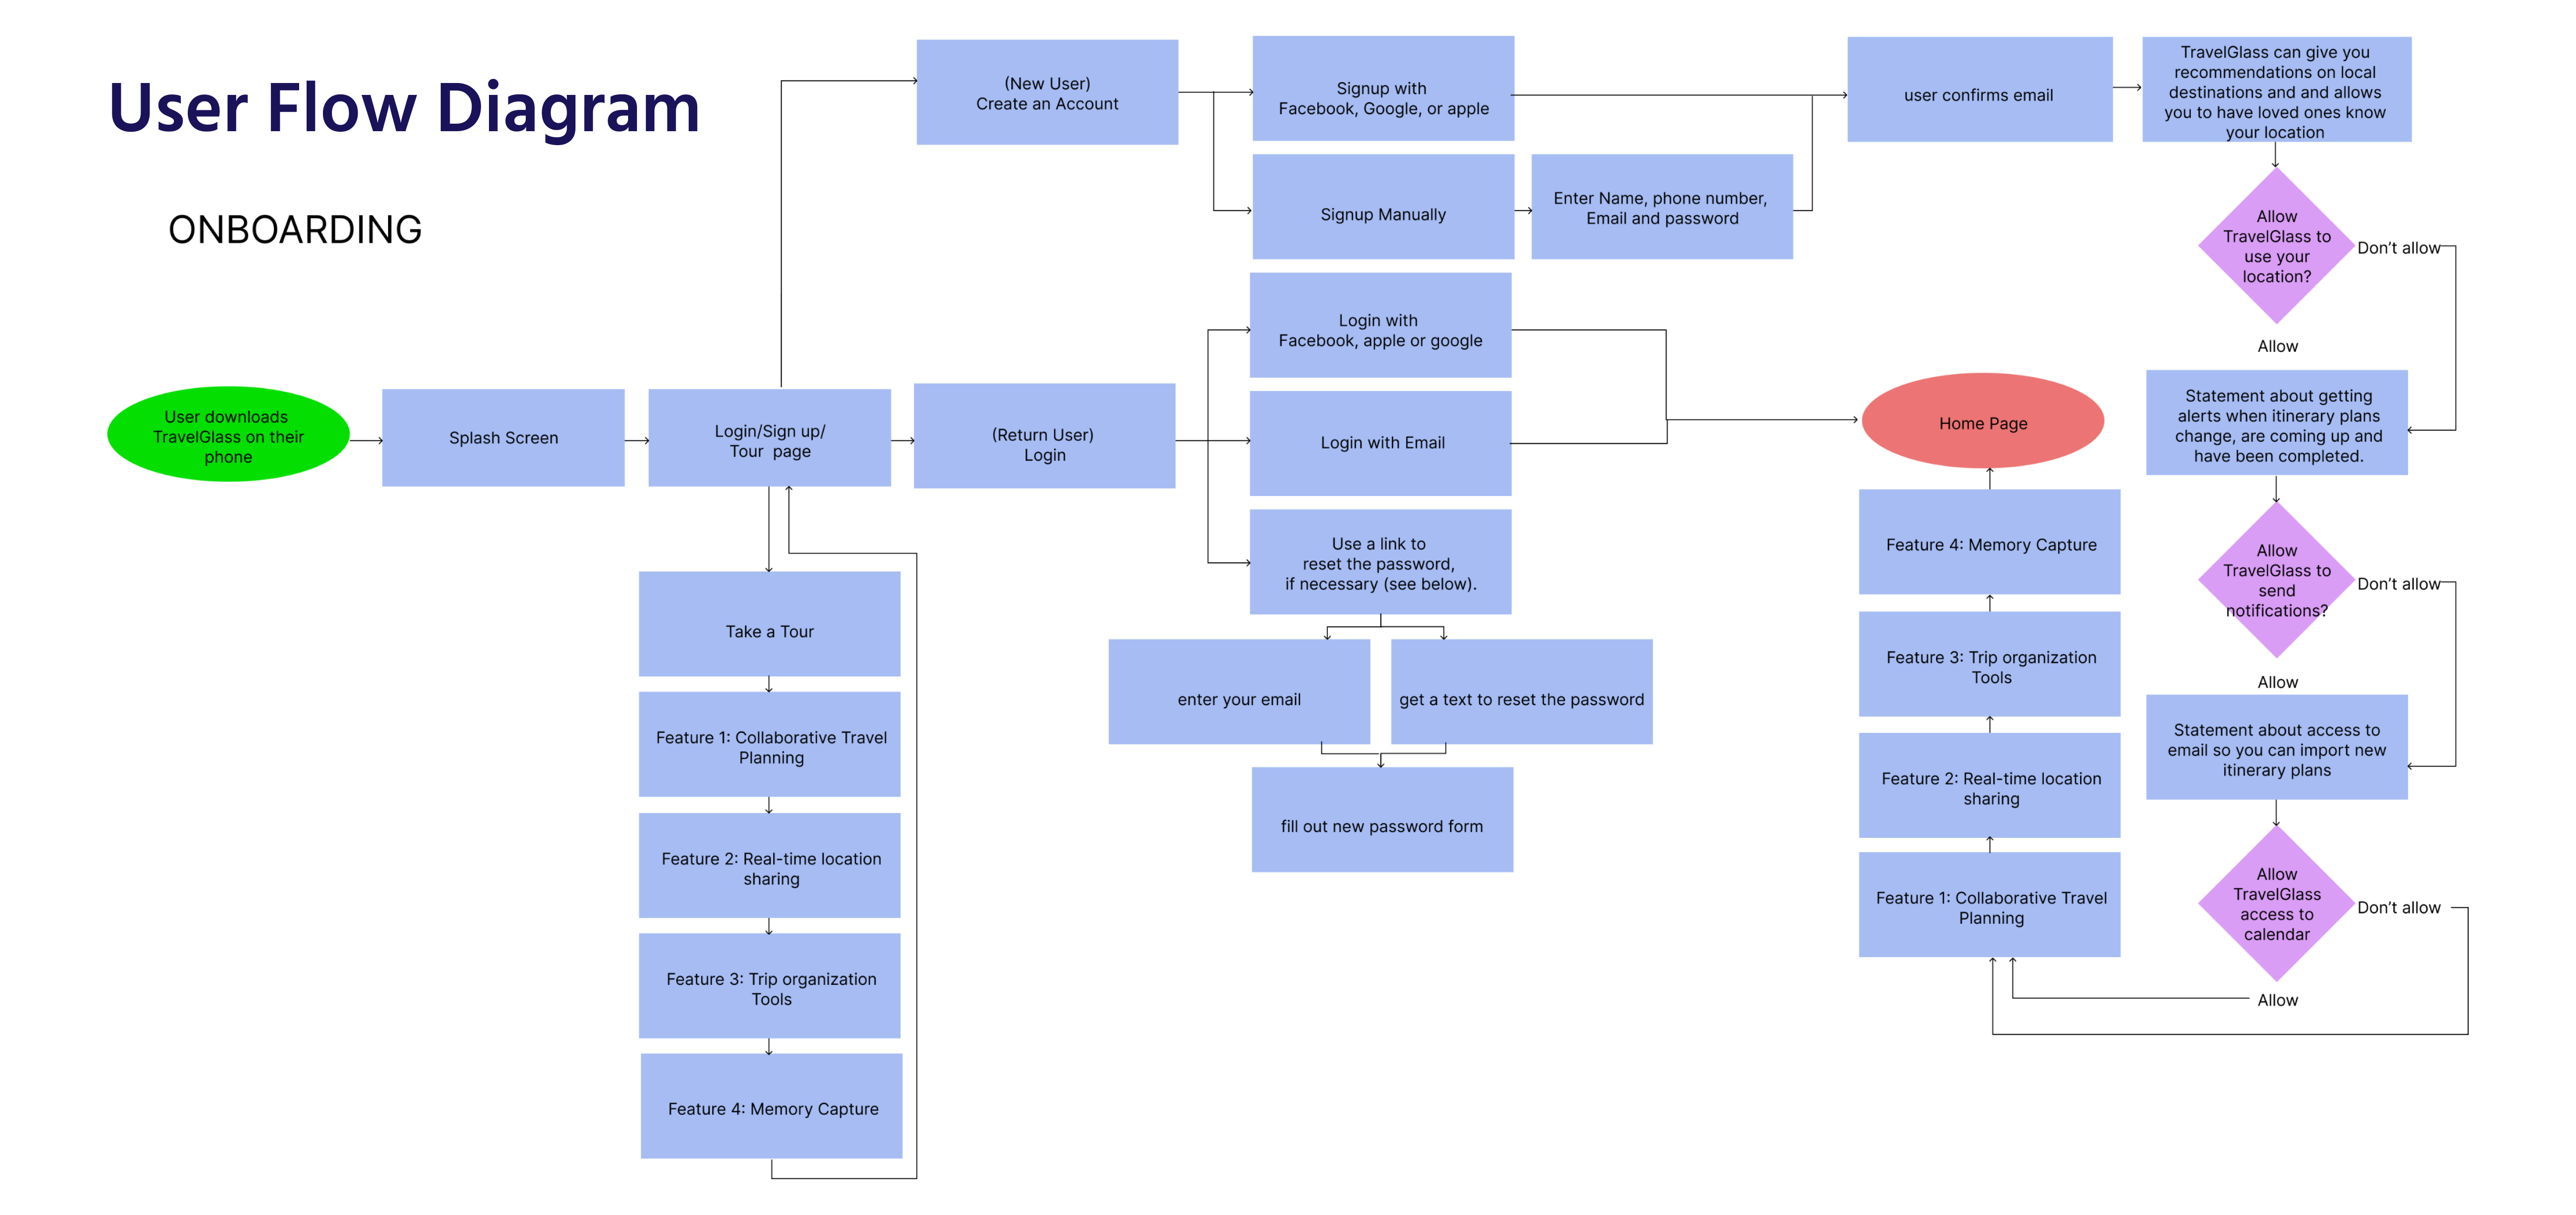 User Flow Diagram
ONBOARDING
User downloads
TravelGlass on their
phone
Splash Screen
Login/Sign up/
Tour page
Take a Tour
Feature 1: Collaborative Travel
Planning
Feature 2: Real-time location
sharing
Feature 3: Trip organization
Tools
Feature 4: Memory Capture
(New User)
Create an Account
Signup with
Facebook, Google, or apple
Signup Manually
Enter Name, phone number,
Email and password
(Return User)
Login
Login with
Facebook, apple or google
Login with Email
Use a link to
reset the password,
if necessary (see below).
enter your email
get a text to reset the password
fill out new password form
user confirms email
TravelGlass can give you
recommendations on local
destinations and and allows
you to have loved ones know
your location
Allow
TravelGlass to
use your
location?
Don’t allow
Allow
Statement about getting
alerts when itinerary plans
change, are coming up and
have been completed.
Allow
TravelGlass to
send
notifications?
Don’t allow
Allow
Statement about access to
email so you can import new
itinerary plans
Allow
TravelGlass
access to
calendar
Don’t allow
Allow
Home Page
Feature 4: Memory Capture
Feature 3: Trip organization
Tools
Feature 2: Real-time location
sharing
Feature 1: Collaborative Travel
Planning